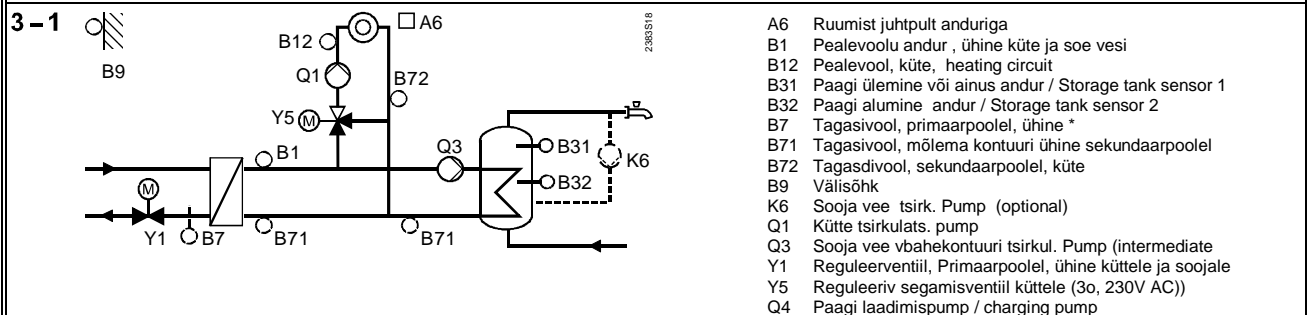 3–1
B9
B12
A6
2383S18
Q1
B72
Y5
M
B1
Q3
B31
K6
B32
M
Y1
B7
B71
B71
A6 Ruumist juhtpult anduriga
B1 Pealevoolu andur , ühine küte ja soe vesi
B12 Pealevool, küte, heating circuit
B31 Paagi ülemine või ainus andur / Storage tank sensor 1
B32 Paagi alumine andur / Storage tank sensor 2
B7 Tagasivool, primaarpoolel, ühine *
B71 Tagasivool, mõlema kontuuri ühine sekundaarpoolel
B72 Tagasdivool, sekundaarpoolel, küte
B9 Välisõhk
K6 Sooja vee tsirk. Pump (optional)
Q1 Kütte tsirkulats. pump
Q3 Sooja vee vbahekontuuri tsirkul. Pump (intermediate
Y1 Reguleerventiil, Primaarpoolel, ühine küttele ja soojale
Y5 Reguleeriv segamisventiil küttele (3o, 230V AC))
Q4 Paagi laadimispump / charging pump